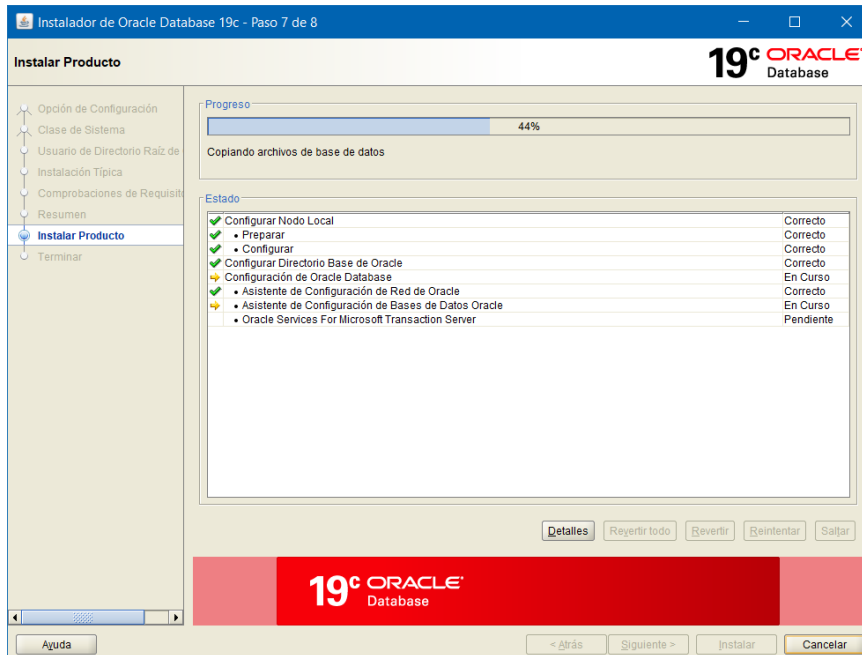 Instalador de Oracle Database 19c - Paso 7 de 8
Instalar Producto
19c ORACLE
Database
Opción de Configuración
Clase de Sistema
Usuario de Directorio Raíz de
Instalación Típica
Comprobaciones de Requisito
Resumen
Instalar Producto
Terminar
Progreso
44%
Copiando archivos de base de datos
Estado
Configurar Nodo Local Correcto
• Preparar Correcto
• Configurar Correcto
Configurar Directorio Base de Oracle Correcto
Configuración de Oracle Database En Curso
• Asistente de Configuración de Red de Oracle Correcto
• Asistente de Configuración de Bases de Datos Oracle En Curso
• Oracle Services For Microsoft Transaction Server Pendiente
Detalles Revertir todo Revertir Reintentar Saltar
19c ORACLE
Database
Ayuda < Atrás Siguiente > Instalar Cancelar